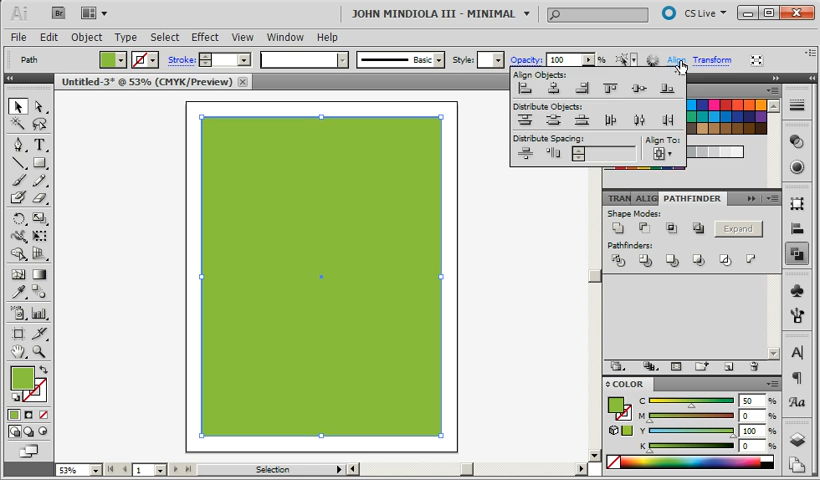 Ai Br JOHN MINDIOLA III - MINIMAL CS Live
File Edit Object Type Select Effect View Window Help
Path Stroke: Basic Style: Opacity: 100 % Align Transform
Untitled-3* @ 53% (CMYK/Preview)
Align Objects:
Distribute Objects:
Distribute Spacing: Align To:
TRAN ALIG PATHFINDER
Shape Modes:
Expand
Pathfinders:
COLOR
C 50 %
M 0 %
Y 100 %
K 0 %
53% 1 Selection